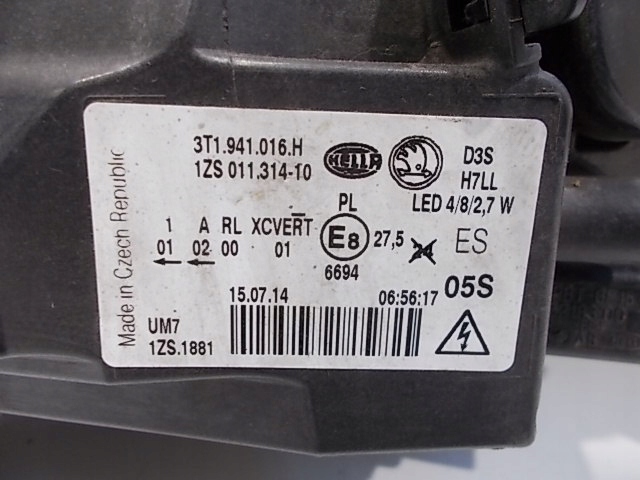 Made in Czech Republic
3T1.941.016.H
1ZS 011.314-10
HELLA
D3S
H7LL
LED 4/8/2,7 W
PL
1 A RL XCVERT
01 02 00 01
E8
27,5
24
ES
6694
15.07.14
06:56:17
05S
UM7
1ZS.1881